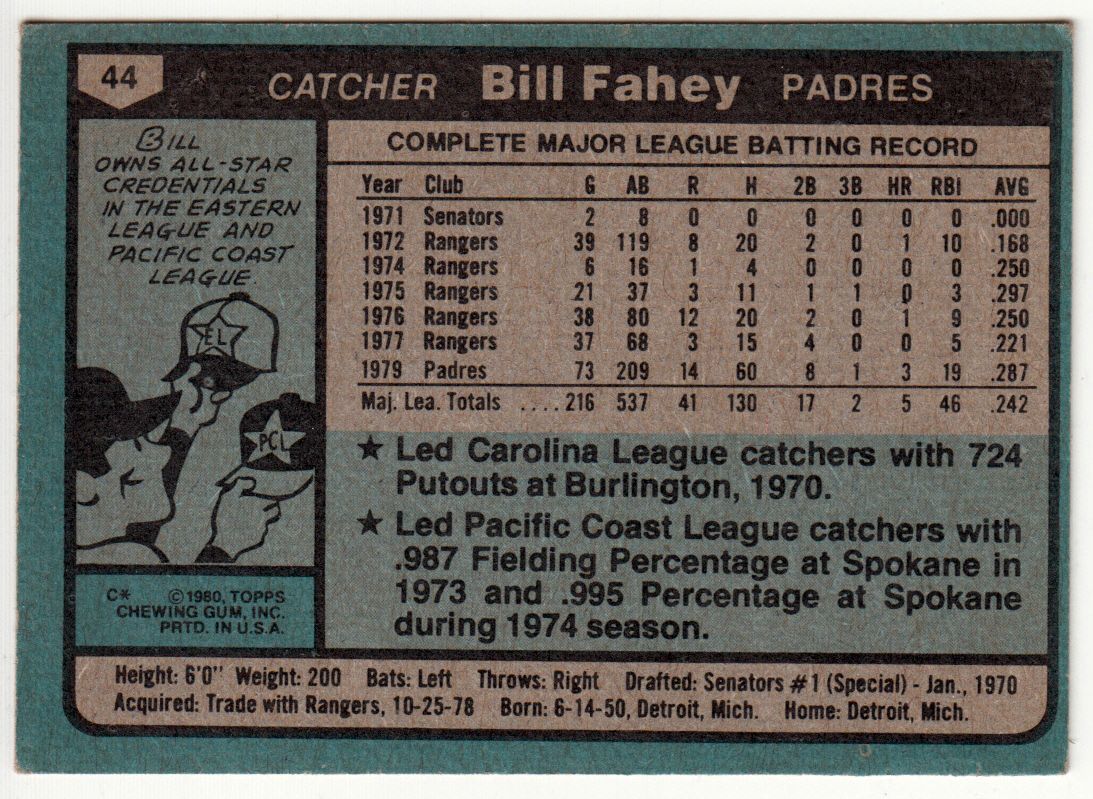 44 CATCHER Bill Fahey PADRES
BILL
OWNS ALL-STAR
CREDENTIALS
IN THE EASTERN
LEAGUE AND
PACIFIC COAST
LEAGUE.
EL
PCL
C* ©1980, TOPPS
CHEWING GUM, INC.
PRTD. IN U.S.A.
COMPLETE MAJOR LEAGUE BATTING RECORD
Year Club G AB R H 2B 3B HR RBI AVG
1971 Senators 2 8 0 0 0 0 0 0 .000
1972 Rangers 39 119 8 20 2 0 1 10 .168
1974 Rangers 6 16 1 4 0 0 0 0 .250
1975 Rangers 21 37 3 11 1 1 0 3 .297
1976 Rangers 38 80 12 20 2 0 1 9 .250
1977 Rangers 37 68 3 15 4 0 0 5 .221
1979 Padres 73 209 14 60 8 1 3 19 .287
Maj. Lea. Totals ....216 537 41 130 17 2 5 46 .242
★ Led Carolina League catchers with 724
Putouts at Burlington, 1970.
★ Led Pacific Coast League catchers with
.987 Fielding Percentage at Spokane in
1973 and .995 Percentage at Spokane
during 1974 season.
Height: 6'0" Weight: 200 Bats: Left Throws: Right Drafted: Senators #1 (Special) - Jan., 1970
Acquired: Trade with Rangers, 10-25-78 Born: 6-14-50, Detroit, Mich. Home: Detroit, Mich.